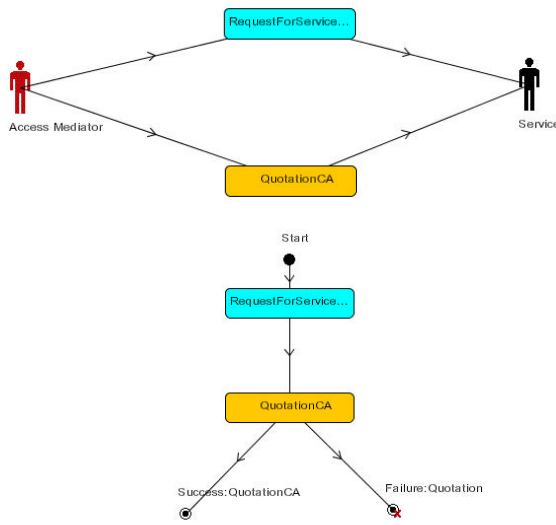 RequestForService...
Access Mediator
Service
QuotationCA
Start
RequestForService...
QuotationCA
Success:QuotationCA
Failure:Quotation